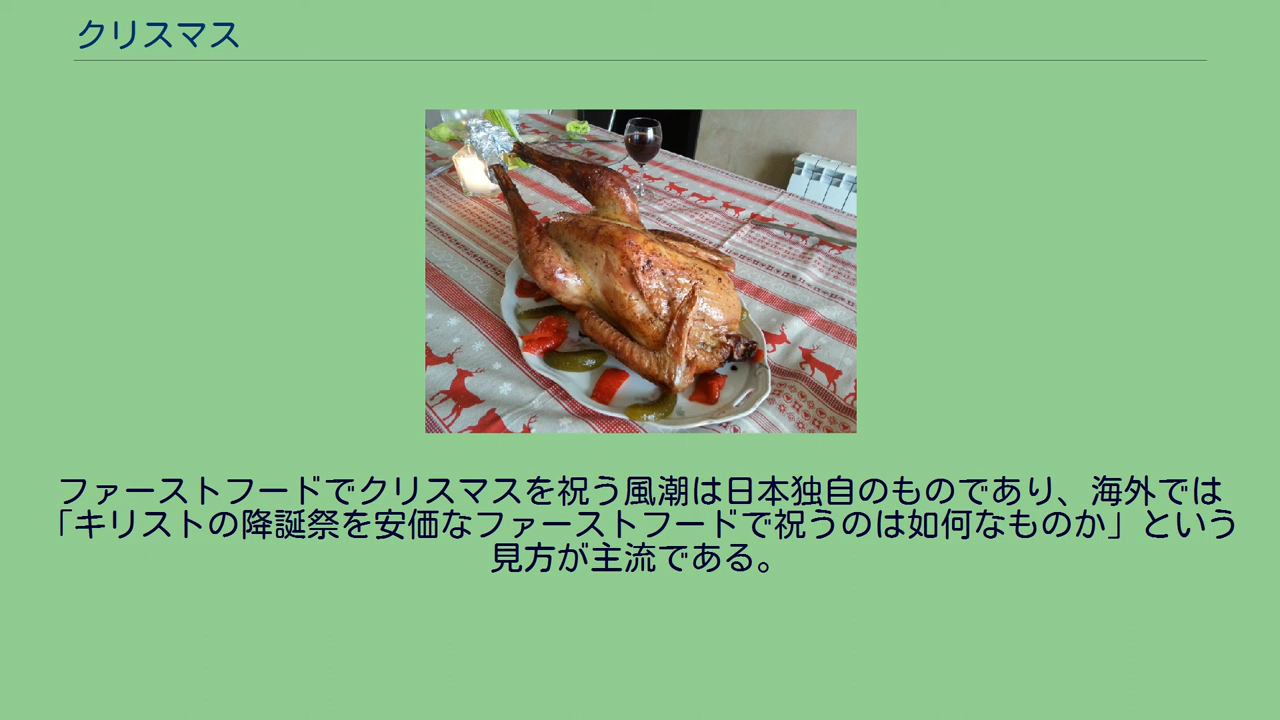 クリスマス
ファーストフードでクリスマスを祝う風潮は日本独自のものであり、海外では
「キリストの降誕祭を安価なファーストフードで祝うのは如何なものか」という
見方が主流である。